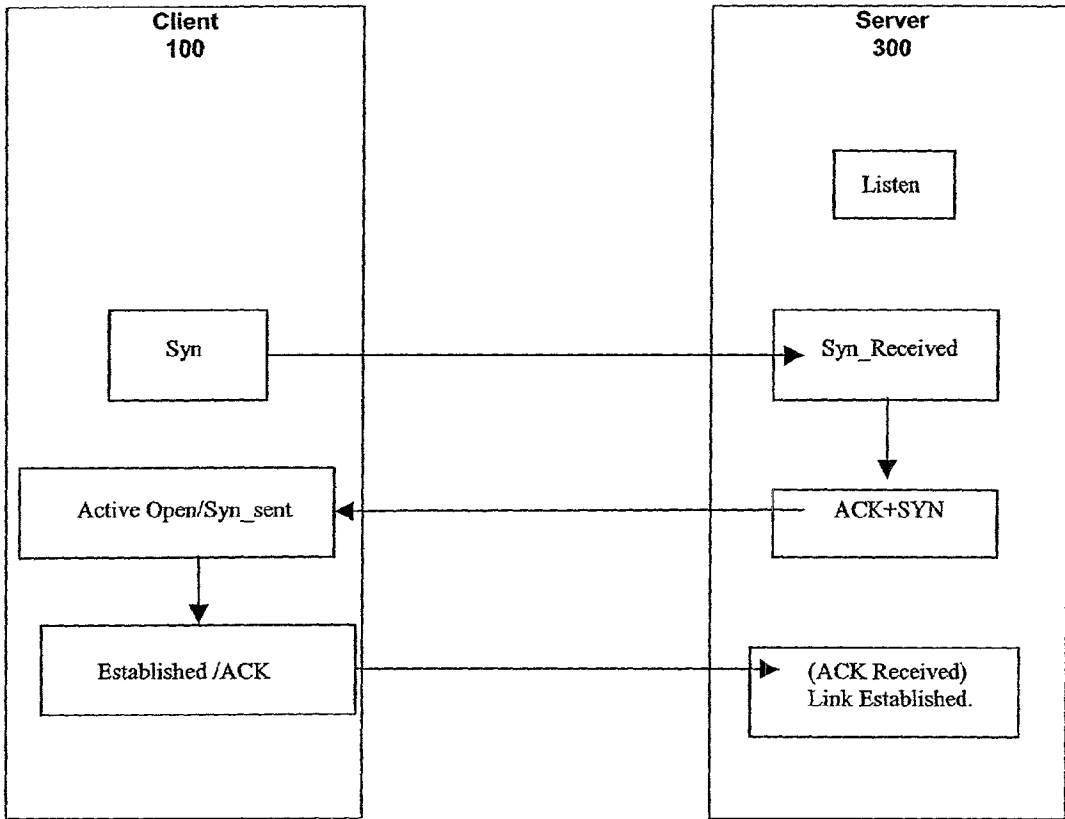 Client
100
Server
300
Listen
Syn
Syn_Received
Active Open/Syn_sent
ACK+SYN
Established /ACK
(ACK Received)
Link Established.